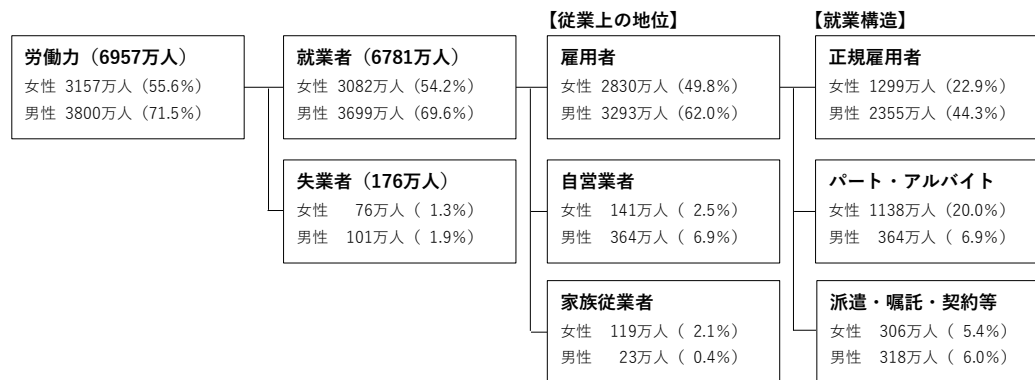 【従業上の地位】
【就業構造】
労働力（6957万人）
女性 3157万人（55.6%）
男性 3800万人（71.5%）
就業者（6781万人）
女性 3082万人（54.2%）
男性 3699万人（69.6%）
雇用者
女性 2830万人（49.8%）
男性 3293万人（62.0%）
正規雇用者
女性 1299万人（22.9%）
男性 2355万人（44.3%）
失業者（176万人）
女性 76万人（ 1.3%）
男性 101万人（ 1.9%）
自営業者
女性 141万人（ 2.5%）
男性 364万人（ 6.9%）
パート・アルバイト
女性 1138万人（20.0%）
男性 364万人（ 6.9%）
家族従業者
女性 119万人（ 2.1%）
男性 23万人（ 0.4%）
派遣・嘱託・契約等
女性 306万人（ 5.4%）
男性 318万人（ 6.0%）